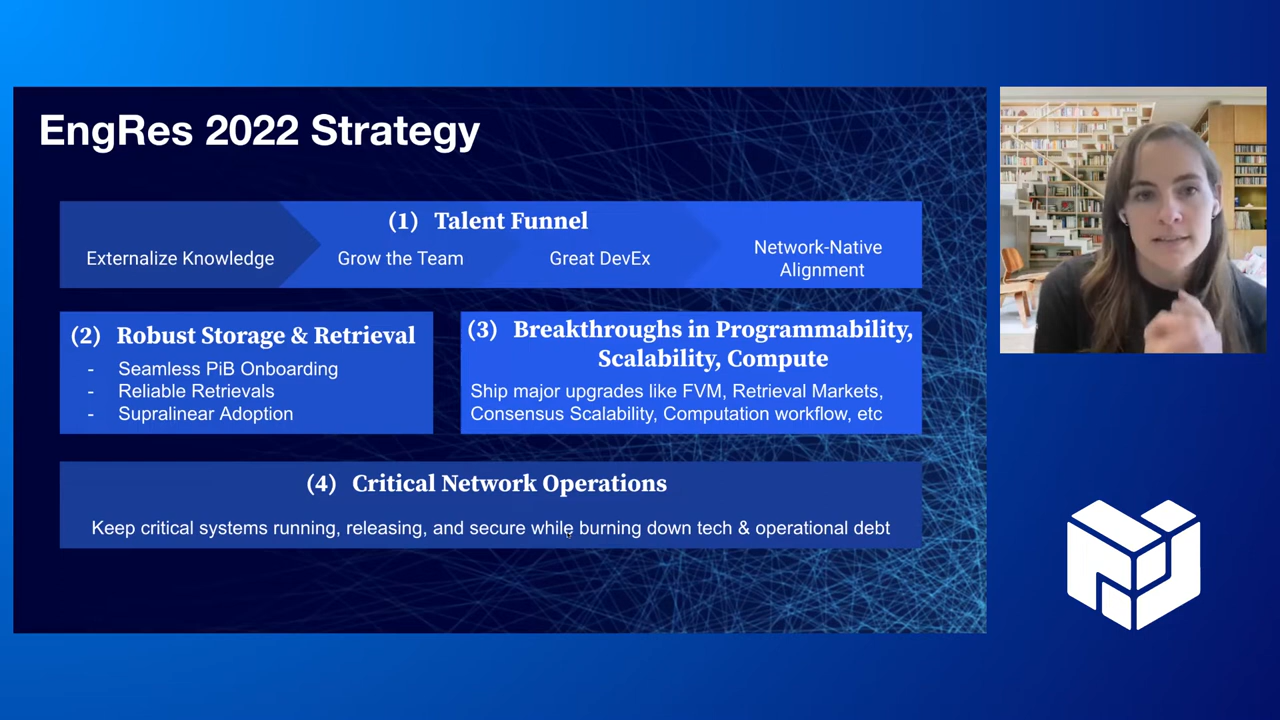 EngRes 2022 Strategy
(1) Talent Funnel
Externalize Knowledge
Grow the Team
Great DevEx
Network-Native
Alignment
(2) Robust Storage & Retrieval
- Seamless PiB Onboarding
- Reliable Retrievals
- Supralinear Adoption
(3) Breakthroughs in Programmability,
Scalability, Compute
Ship major upgrades like FVM, Retrieval Markets,
Consensus Scalability, Computation workflow, etc
(4) Critical Network Operations
Keep critical systems running, releasing, and secure while burning down tech & operational debt